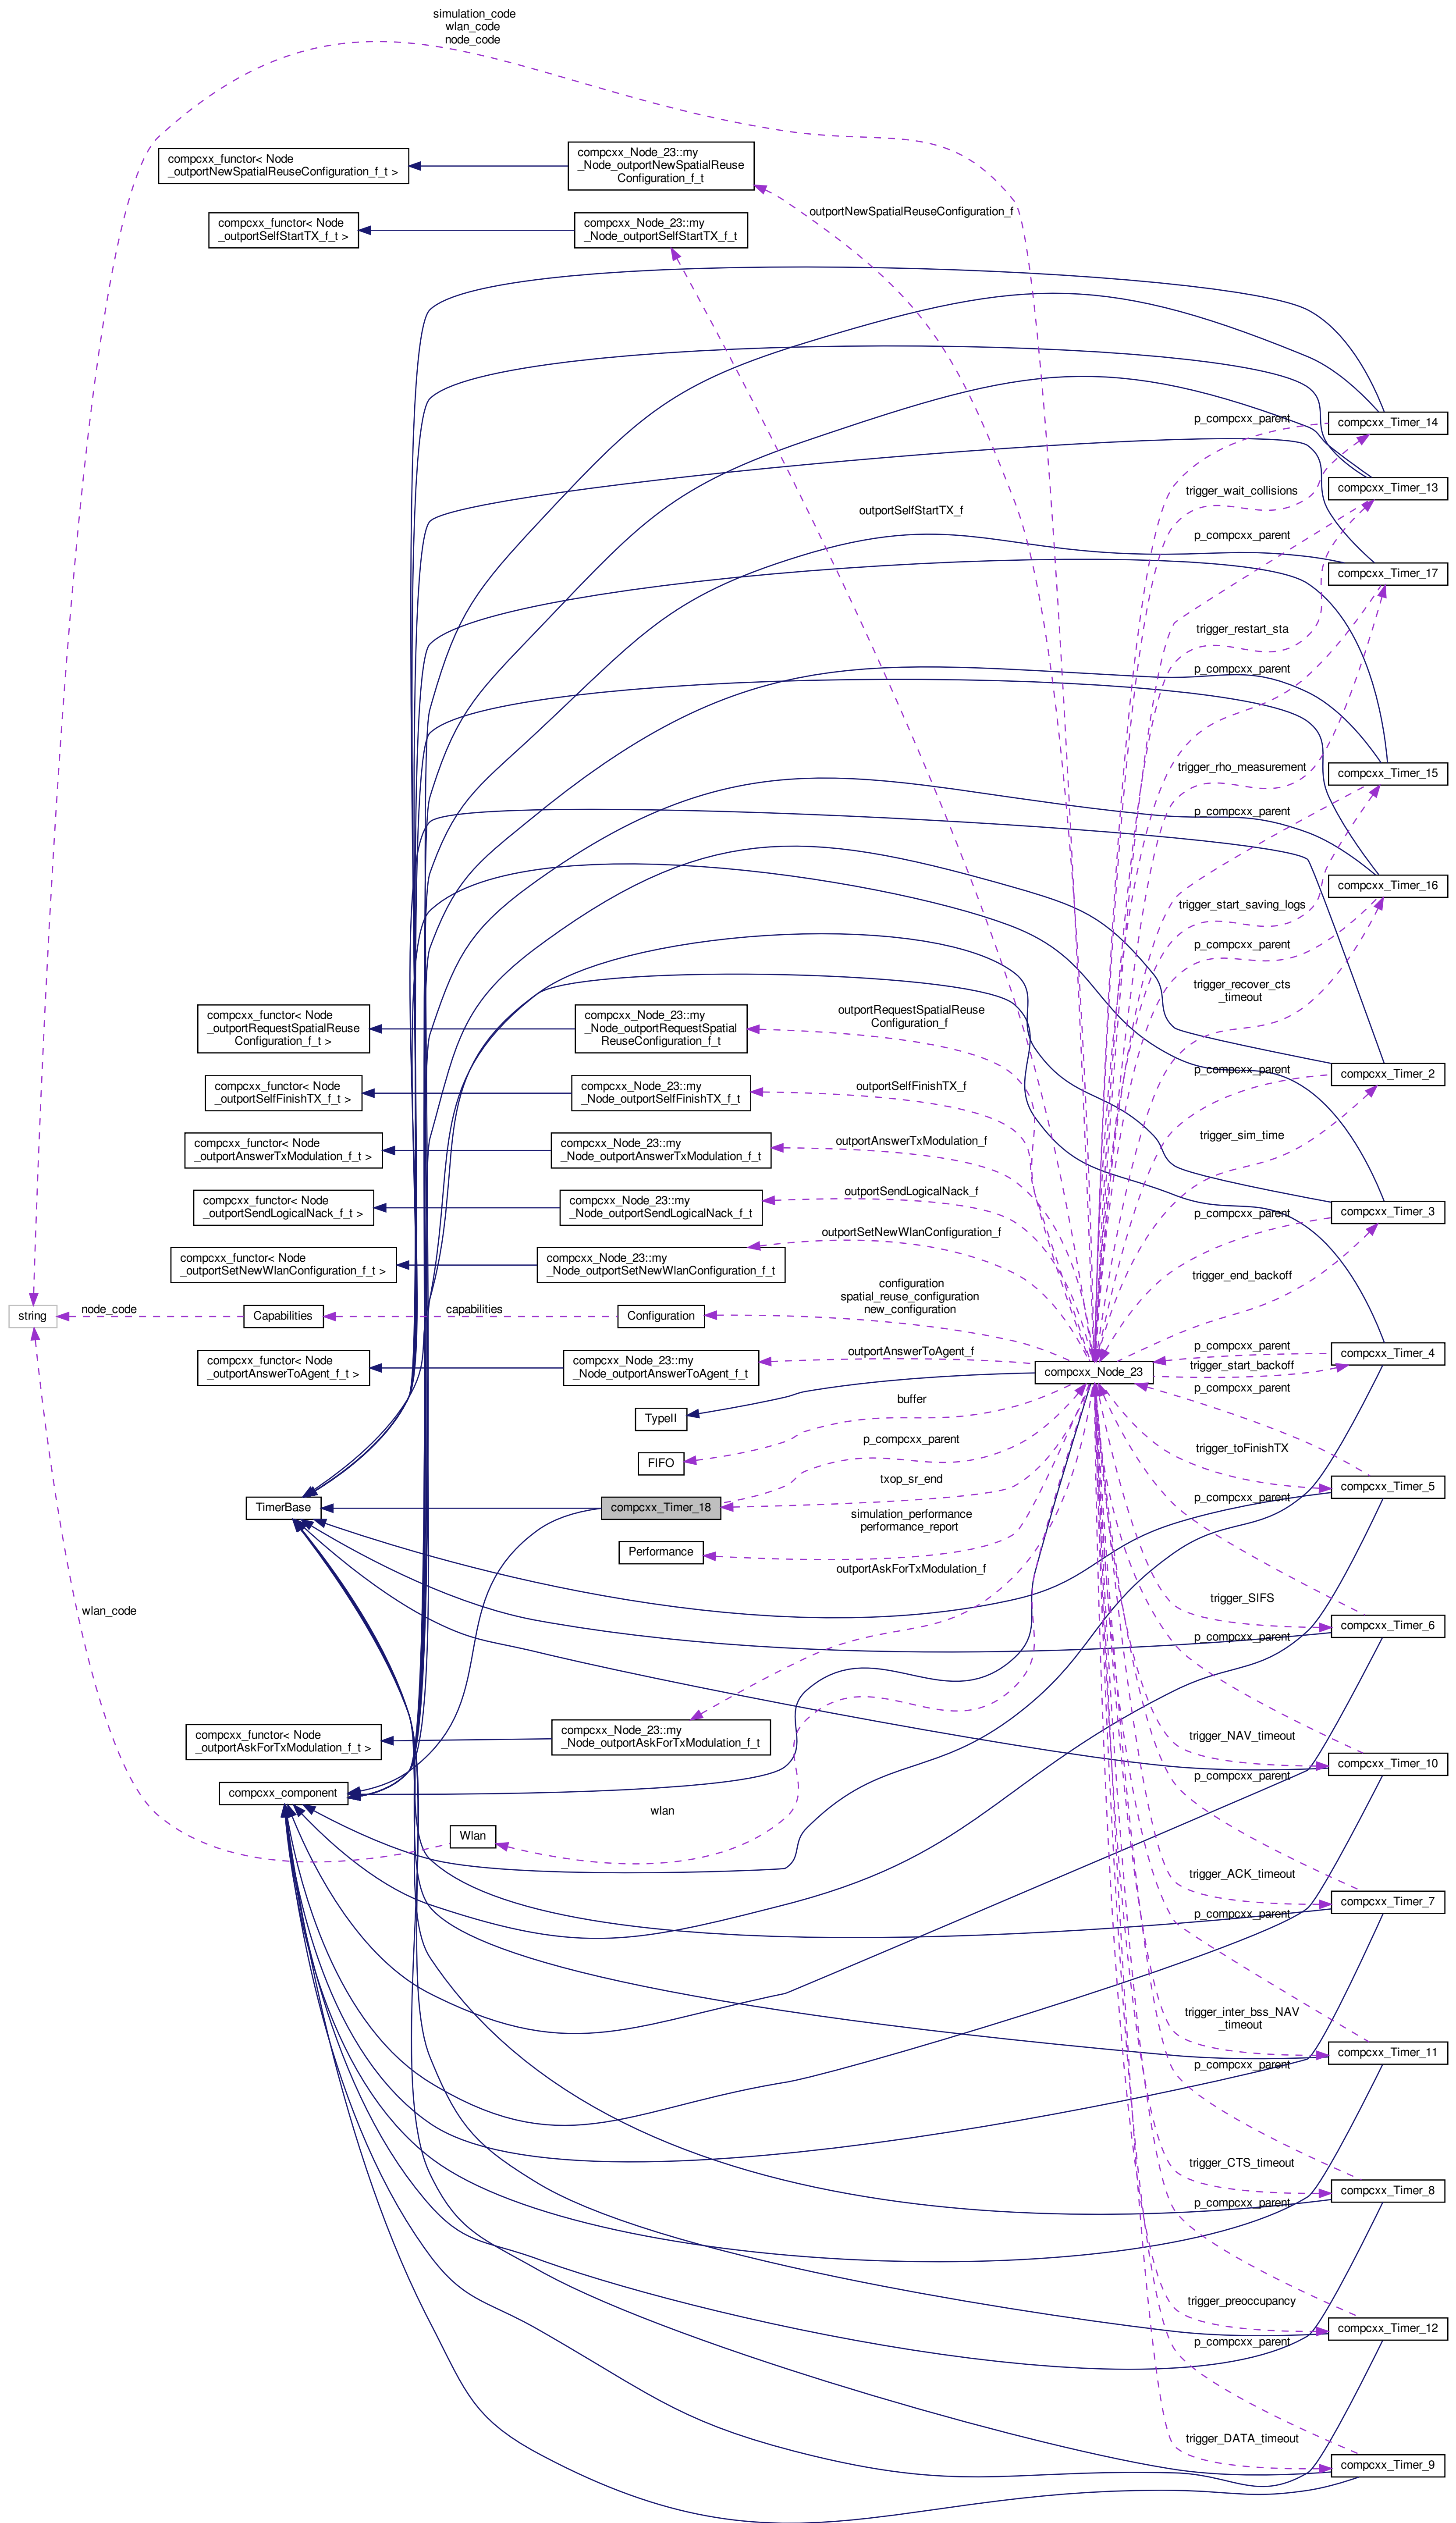 simulation_code
wlan_code
node_code
compcxx_functor< Node
_outportNewSpatialReuseConfiguration_f_t >
compcxx_Node_23::my
_Node_outportNewSpatialReuse
Configuration_f_t
outportNewSpatialReuseConfiguration_f
compcxx_functor< Node
_outportSelfStartTX_f_t >
compcxx_Node_23::my
_Node_outportSelfStartTX_f_t
p_compcxx_parent
compcxx_Timer_14
trigger_wait_collisions
compcxx_Timer_13
outportSelfStartTX_f
p_compcxx_parent
compcxx_Timer_17
trigger_restart_sta
p_compcxx_parent
trigger_rho_measurement
compcxx_Timer_15
p_compcxx_parent
compcxx_Timer_16
trigger_start_saving_logs
p_compcxx_parent
trigger_recover_cts
_timeout
compcxx_functor< Node
_outportRequestSpatialReuse
Configuration_f_t >
compcxx_Node_23::my
_Node_outportRequestSpatial
ReuseConfiguration_f_t
outportRequestSpatialReuse
Configuration_f
p_compcxx_parent
compcxx_Timer_2
compcxx_functor< Node
_outportSelfFinishTX_f_t >
compcxx_Node_23::my
_Node_outportSelfFinishTX_f_t
outportSelfFinishTX_f
trigger_sim_time
compcxx_functor< Node
_outportAnswerTxModulation_f_t >
compcxx_Node_23::my
_Node_outportAnswerTxModulation_f_t
outportAnswerTxModulation_f
compcxx_functor< Node
_outportSendLogicalNack_f_t >
compcxx_Node_23::my
_Node_outportSendLogicalNack_f_t
outportSendLogicalNack_f
p_compcxx_parent
compcxx_Timer_3
compcxx_functor< Node
_outportSetNewWlanConfiguration_f_t >
compcxx_Node_23::my
_Node_outportSetNewWlanConfiguration_f_t
outportSetNewWlanConfiguration_f
trigger_end_backoff
string
node_code
Capabilities
capabilities
Configuration
configuration
spatial_reuse_configuration
new_configuration
compcxx_functor< Node
_outportAnswerToAgent_f_t >
compcxx_Node_23::my
_Node_outportAnswerToAgent_f_t
outportAnswerToAgent_f
compcxx_Node_23
p_compcxx_parent
trigger_start_backoff
compcxx_Timer_4
p_compcxx_parent
TypeII
buffer
FIFO
p_compcxx_parent
trigger_toFinishTX
compcxx_Timer_5
TimerBase
compcxx_Timer_18
txop_sr_end
p_compcxx_parent
simulation_performance
performance_report
Performance
outportAskForTxModulation_f
wlan_code
trigger_SIFS
compcxx_Timer_6
p_compcxx_parent
compcxx_functor< Node
_outportAskForTxModulation_f_t >
compcxx_Node_23::my
_Node_outportAskForTxModulation_f_t
trigger_NAV_timeout
compcxx_Timer_10
p_compcxx_parent
compcxx_component
Wlan
wlan
trigger_ACK_timeout
compcxx_Timer_7
p_compcxx_parent
trigger_inter_bss_NAV
_timeout
compcxx_Timer_11
p_compcxx_parent
trigger_CTS_timeout
compcxx_Timer_8
p_compcxx_parent
trigger_preoccupancy
compcxx_Timer_12
p_compcxx_parent
trigger_DATA_timeout
compcxx_Timer_9